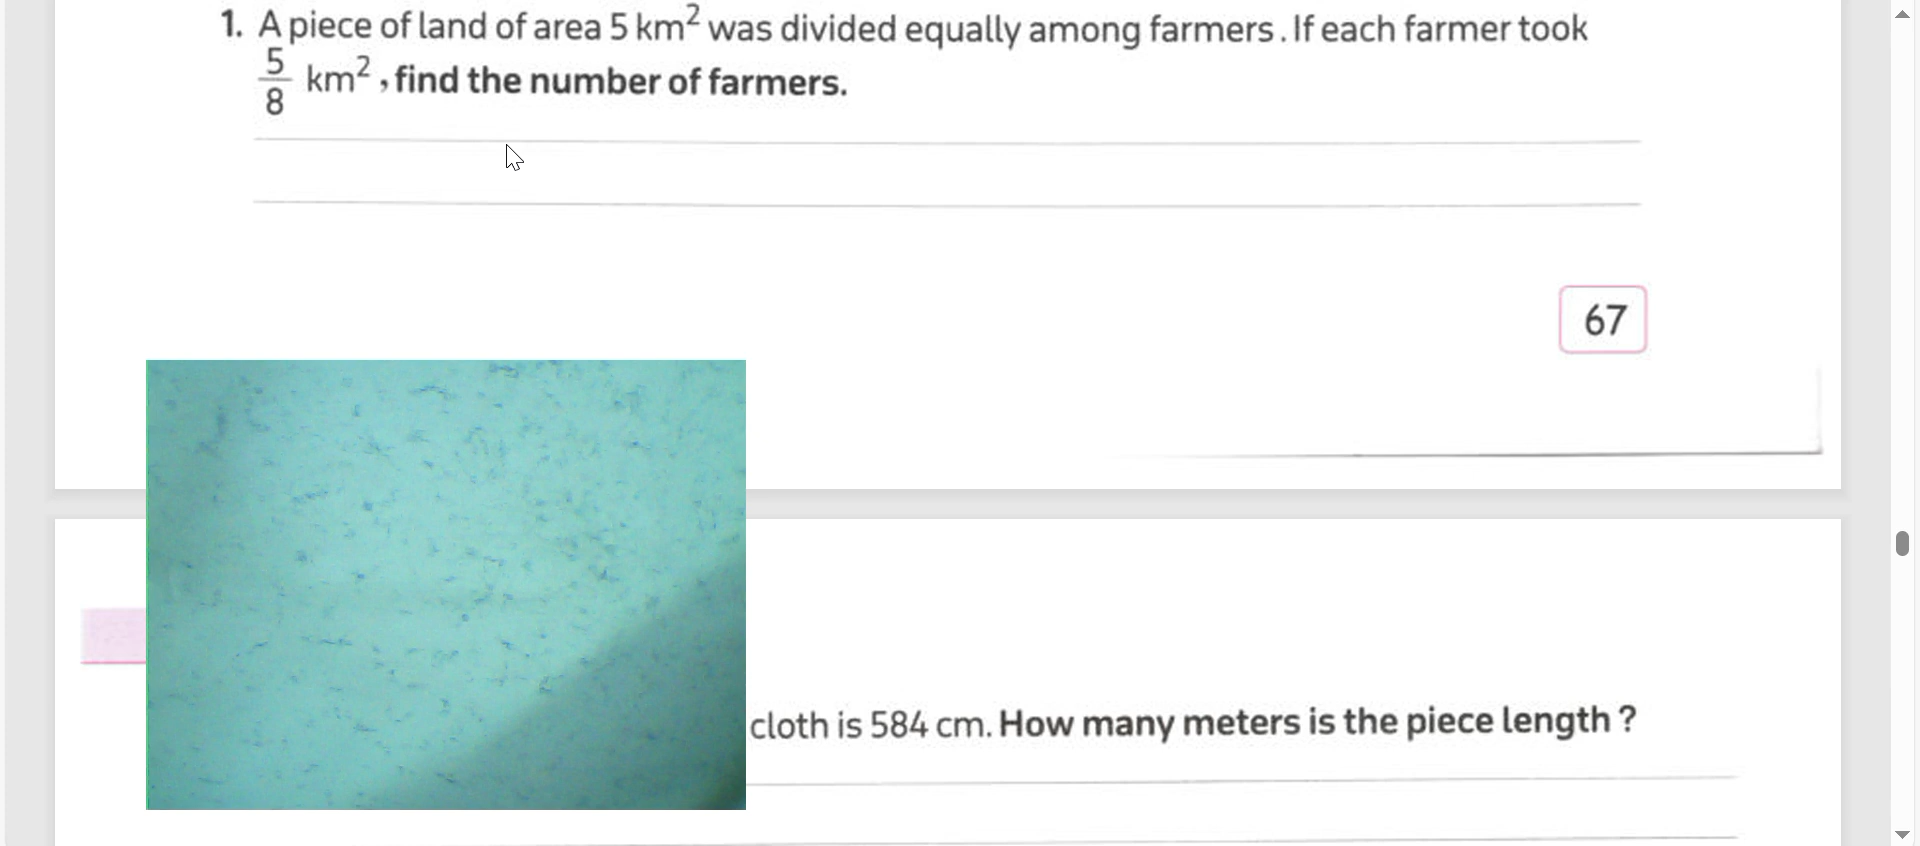 1. A piece of land of area 5 km² was divided equally among farmers. If each farmer took
5/8 km², find the number of farmers.
67
cloth is 584 cm. How many meters is the piece length ?